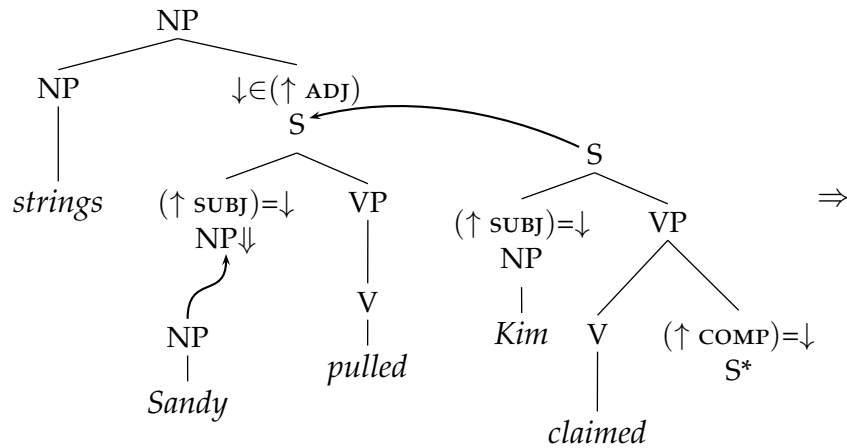 NP
NP ↓∈(↑ ADJ)
S S
strings (↑ SUBJ)=↓ VP (↑ SUBJ)=↓ VP ⇒
NP⇓ NP
NP V Kim V (↑ COMP)=↓
S*
Sandy pulled
claimed